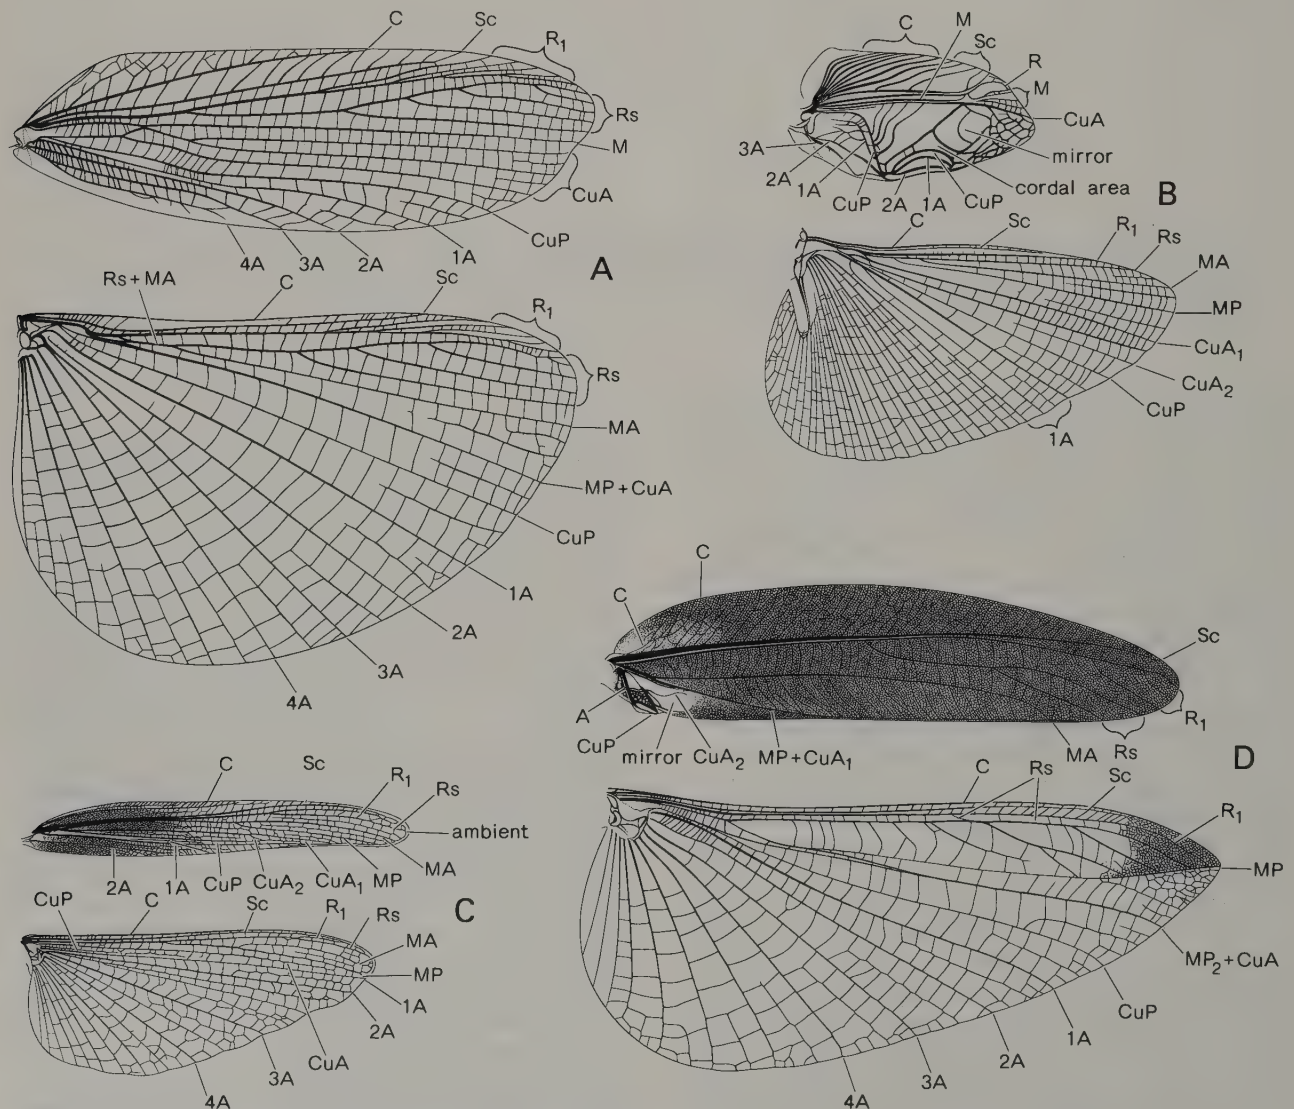 C Sc R1
Rs
M
CuA
CuP
4A 3A 2A 1A
A
Rs+MA C Sc R1
Rs
MA
MP+CuA
CuP
1A
2A
3A
4A
C M
Sc
R
M
CuA
mirror
cordal area
3A 2A 1A
CuP 2A 1A CuP
B
C Sc R1 Rs
MA
MP
CuA1
CuA2
CuP
1A
C Sc R1
Rs
ambient
2A 1A CuP CuA2 CuA1 MP MA
C
CuP C Sc R1 Rs
MA
MP
1A
2A
CuA
3A
4A
C
C
Sc
A
R1
CuP mirror CuA2 MP+CuA1 MA Rs
D
C Rs Sc
R1
MP
MP2+CuA
CuP
1A
2A
3A
4A